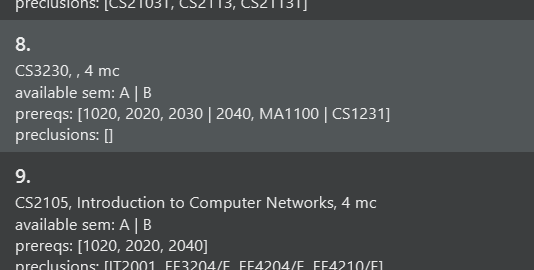 preclusions: [CS2103T, CS2113, CS2113T]
8.
CS3230, , 4 mc
available sem: A | B
prereqs: [1020, 2020, 2030 | 2040, MA1100 | CS1231]
preclusions: []
9.
CS2105, Introduction to Computer Networks, 4 mc
available sem: A | B
prereqs: [1020, 2020, 2040]
preclusions: [IT2001, EE3204/E, EE4204/E, EE4210/E]